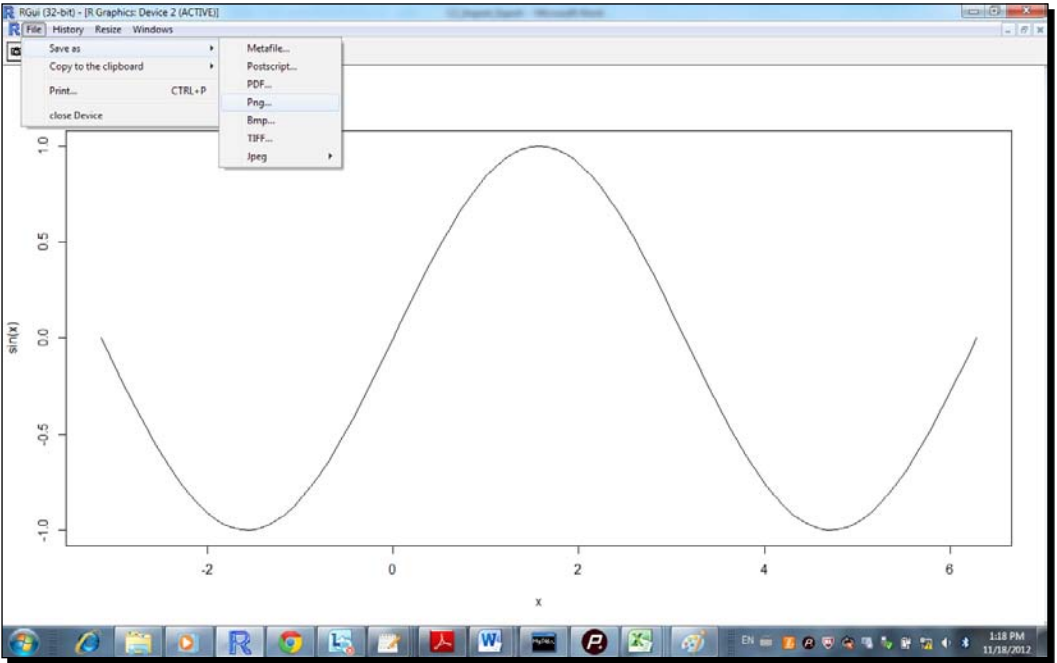 RGui (32-bit) - [R Graphics: Device 2 (ACTIVE)]
File History Resize Windows
Save as
Copy to the clipboard
Print... CTRL+P
close Device
Metafile...
Postscript...
PDF...
Png...
Bmp...
TIFF...
Jpeg
1.0
0.5
0.0
-0.5
-1.0
sin(x)
-2 0 2 4 6
x
EN
1:18 PM
11/18/2012